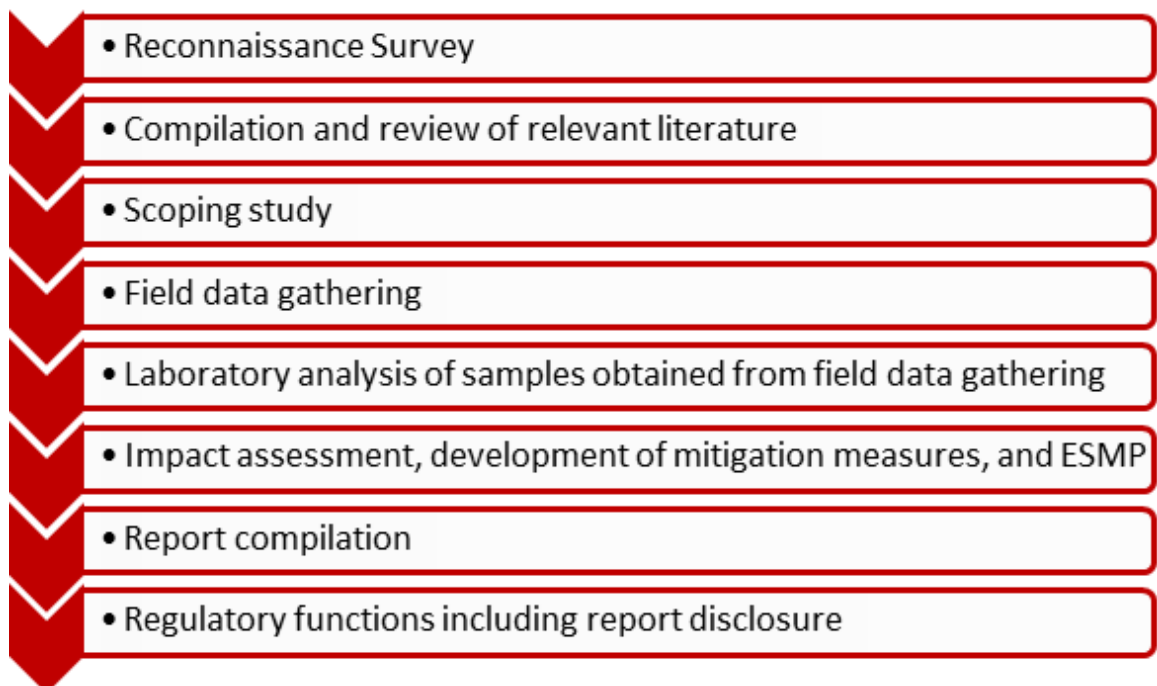 • Reconnaissance Survey
• Compilation and review of relevant literature
• Scoping study
• Field data gathering
• Laboratory analysis of samples obtained from field data gathering
• Impact assessment, development of mitigation measures, and ESMP
• Report compilation
• Regulatory functions including report disclosure